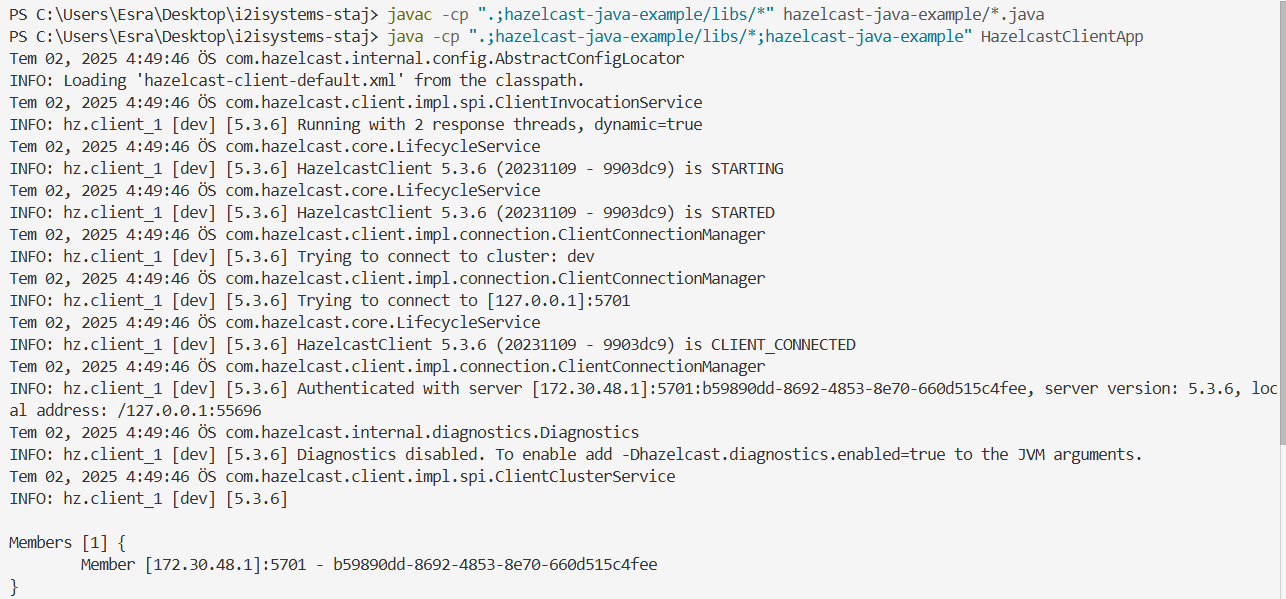 PS C:\Users\Esra\Desktop\i2isystems-staj> javac -cp ".;hazelcast-java-example/libs/*" hazelcast-java-example/*.java
PS C:\Users\Esra\Desktop\i2isystems-staj> java -cp ".;hazelcast-java-example/libs/*;hazelcast-java-example" HazelcastClientApp
Tem 02, 2025 4:49:46 ÖS com.hazelcast.internal.config.AbstractConfigLocator
INFO: Loading 'hazelcast-client-default.xml' from the classpath.
Tem 02, 2025 4:49:46 ÖS com.hazelcast.client.impl.spi.ClientInvocationService
INFO: hz.client_1 [dev] [5.3.6] Running with 2 response threads, dynamic=true
Tem 02, 2025 4:49:46 ÖS com.hazelcast.core.LifecycleService
INFO: hz.client_1 [dev] [5.3.6] HazelcastClient 5.3.6 (20231109 - 9903dc9) is STARTING
Tem 02, 2025 4:49:46 ÖS com.hazelcast.core.LifecycleService
INFO: hz.client_1 [dev] [5.3.6] HazelcastClient 5.3.6 (20231109 - 9903dc9) is STARTED
Tem 02, 2025 4:49:46 ÖS com.hazelcast.client.impl.connection.ClientConnectionManager
INFO: hz.client_1 [dev] [5.3.6] Trying to connect to cluster: dev
Tem 02, 2025 4:49:46 ÖS com.hazelcast.client.impl.connection.ClientConnectionManager
INFO: hz.client_1 [dev] [5.3.6] Trying to connect to [127.0.0.1]:5701
Tem 02, 2025 4:49:46 ÖS com.hazelcast.core.LifecycleService
INFO: hz.client_1 [dev] [5.3.6] HazelcastClient 5.3.6 (20231109 - 9903dc9) is CLIENT_CONNECTED
Tem 02, 2025 4:49:46 ÖS com.hazelcast.client.impl.connection.ClientConnectionManager
INFO: hz.client_1 [dev] [5.3.6] Authenticated with server [172.30.48.1]:5701:b59890dd-8692-4853-8e70-660d515c4fee, server version: 5.3.6, loc
al address: /127.0.0.1:55696
Tem 02, 2025 4:49:46 ÖS com.hazelcast.internal.diagnostics.Diagnostics
INFO: hz.client_1 [dev] [5.3.6] Diagnostics disabled. To enable add -Dhazelcast.diagnostics.enabled=true to the JVM arguments.
Tem 02, 2025 4:49:46 ÖS com.hazelcast.client.impl.spi.ClientClusterService
INFO: hz.client_1 [dev] [5.3.6]

Members [1] {
        Member [172.30.48.1]:5701 - b59890dd-8692-4853-8e70-660d515c4fee
}